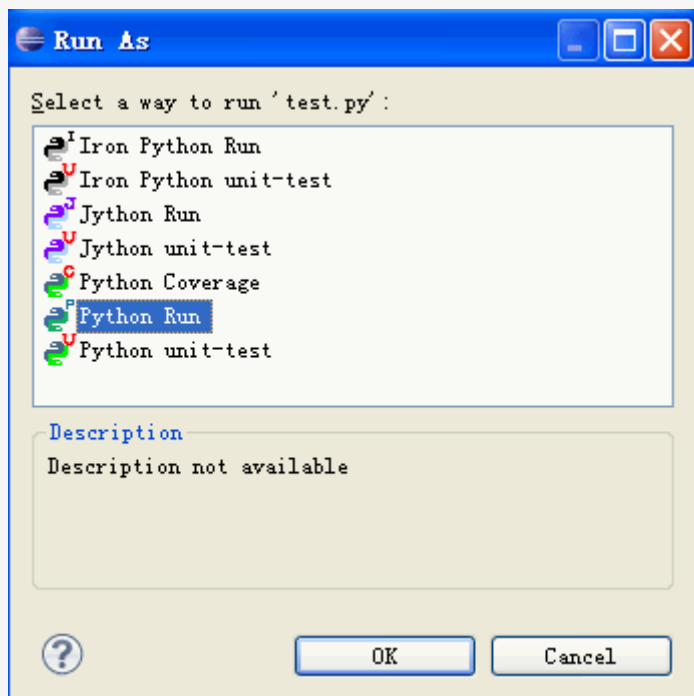 Run As
Select a way to run 'test.py':
Iron Python Run
Iron Python unit-test
Jython Run
Jython unit-test
Python Coverage
Python Run
Python unit-test
Description
Description not available
OK
Cancel